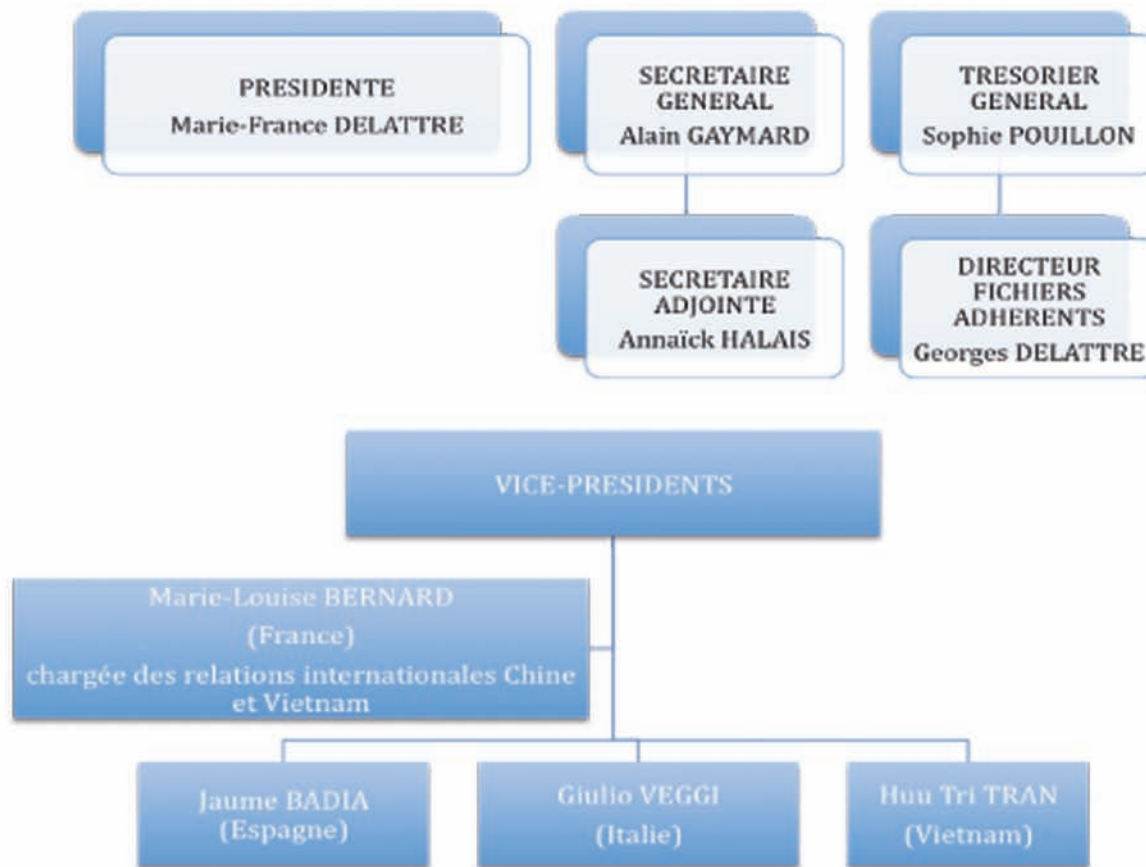 PRESIDENTE
Marie-France DELATTRE
SECRETAIRE
GENERAL
Alain GAYMARD
TRESORIER
GENERAL
Sophie POUILLON
SECRETAIRE
ADJOINTE
Annaïck HALAIS
DIRECTEUR
FICHIERS
ADHERENTS
Georges DELATTRE
VICE-PRESIDENTS
Marie-Louise BERNARD
(France)
chargée des relations internationales Chine
et Vietnam
Jaume BADIA
(Espagne)
Giulio VEGGI
(Italie)
Huu Tri TRAN
(Vietnam)